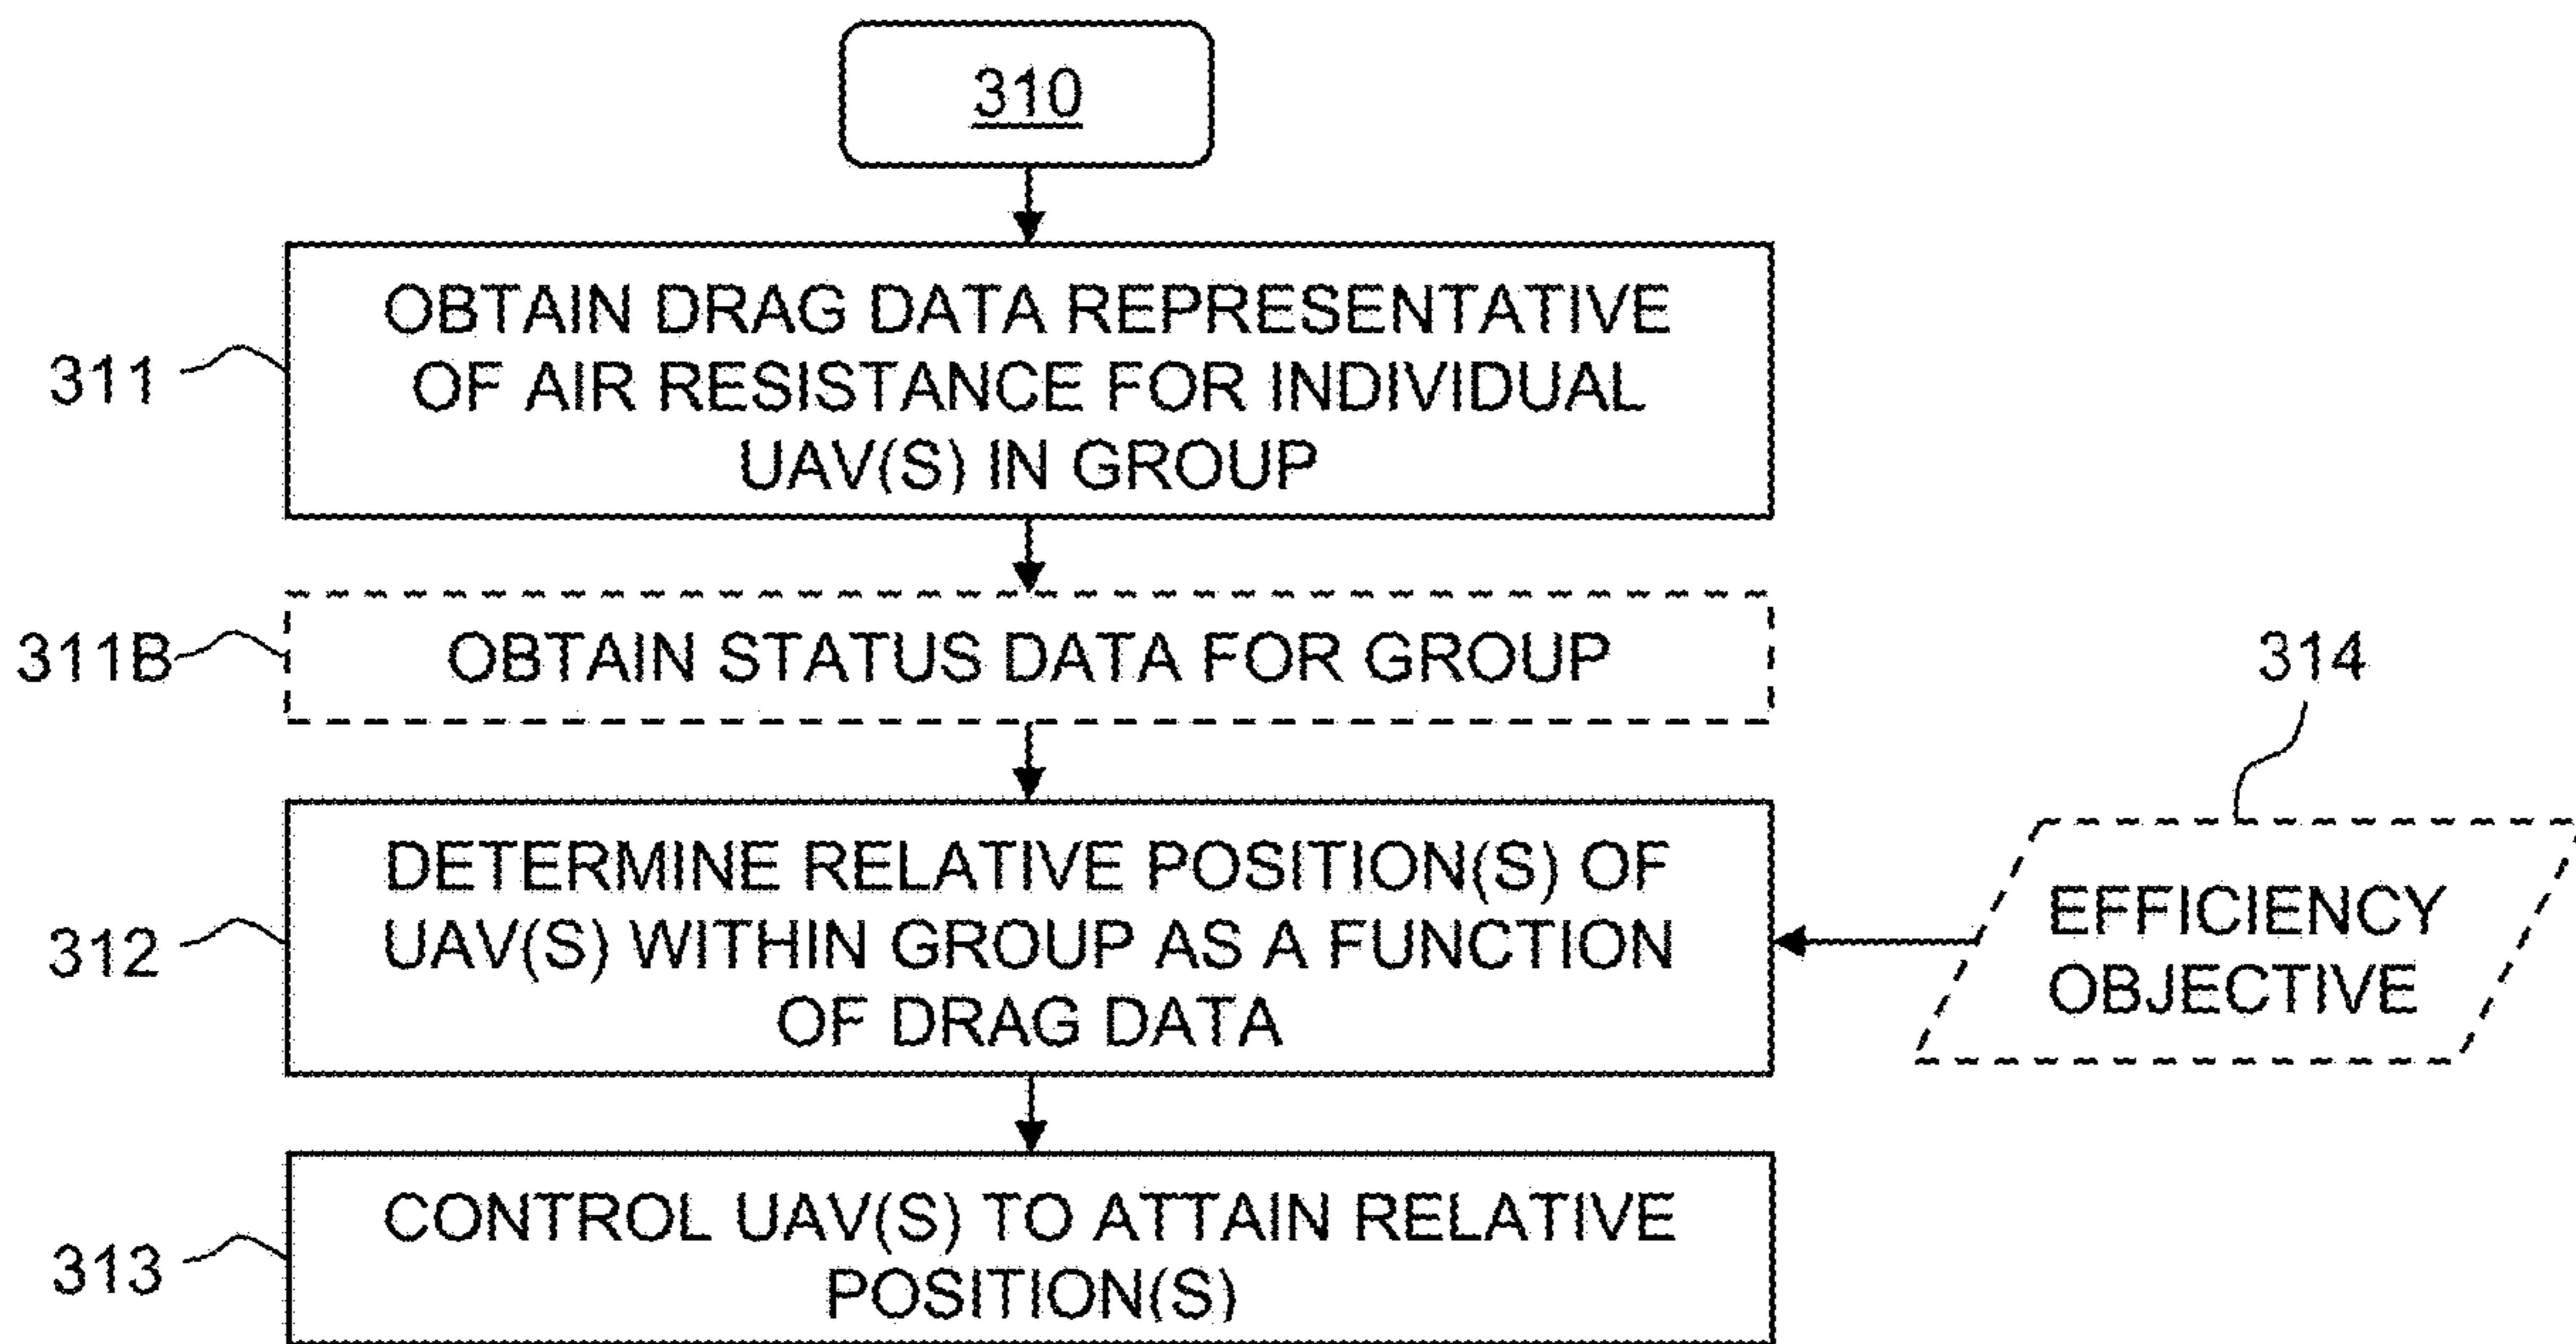 310
311
OBTAIN DRAG DATA REPRESENTATIVE
OF AIR RESISTANCE FOR INDIVIDUAL
UAV(S) IN GROUP
311B
OBTAIN STATUS DATA FOR GROUP
314
312
DETERMINE RELATIVE POSITION(S) OF
UAV(S) WITHIN GROUP AS A FUNCTION
OF DRAG DATA
EFFICIENCY
OBJECTIVE
313
CONTROL UAV(S) TO ATTAIN RELATIVE
POSITION(S)